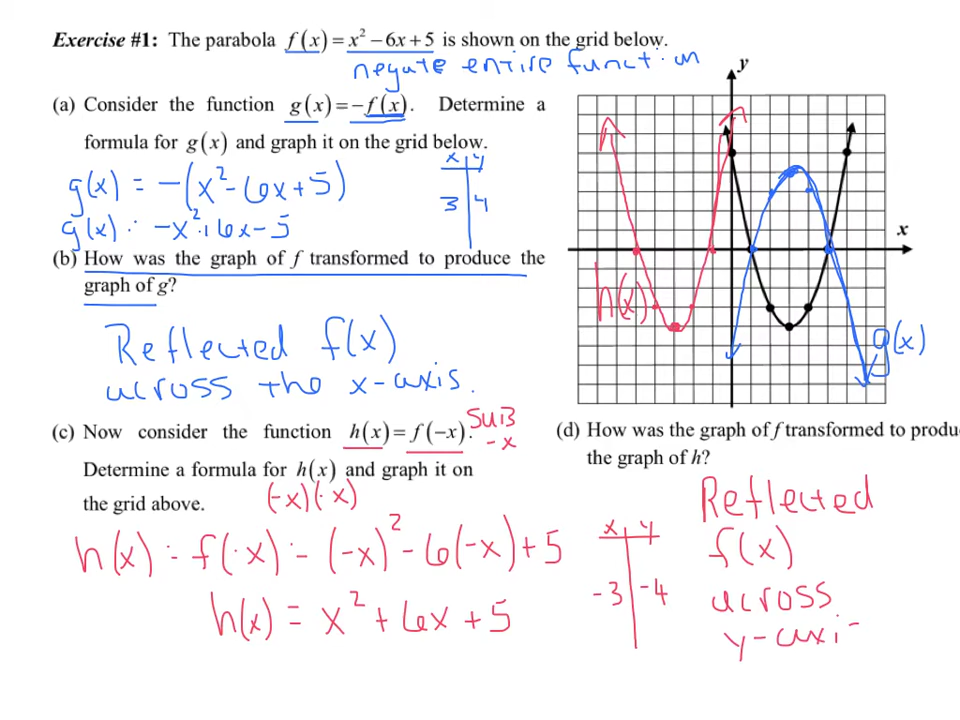 Exercise #1: The parabola f(x) = x² − 6x + 5 is shown on the grid below.
negate entire function
(a) Consider the function g(x) = −f(x). Determine a
formula for g(x) and graph it on the grid below.
g(x) = −(x² − 6x + 5)
g(x) = −x² + 6x − 5
x y
3 4
(b) How was the graph of f transformed to produce the
graph of g?
Reflected f(x)
across the x-axis.
y
x
h(x)
g(x)
(c) Now consider the function h(x) = f(−x).
SUB
−x
Determine a formula for h(x) and graph it on
the grid above.
(−x)(−x)
h(x) = f(−x) = (−x)² − 6(−x) + 5
h(x) = x² + 6x + 5
x y
−3 −4
(d) How was the graph of f transformed to produ
the graph of h?
Reflected
f(x)
across
y-axi